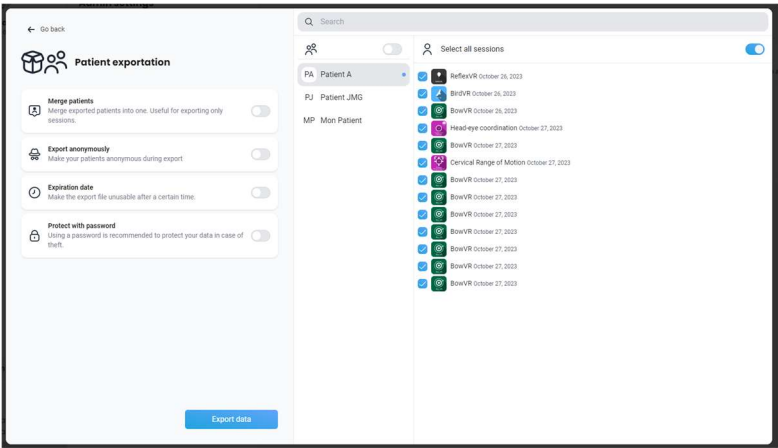 Go back
Patient exportation
Merge patients
Merge exported patients into one. Useful for exporting only
sessions.
Export anonymously
Make your patients anonymous during export
Expiration date
Make the export file unusable after a certain time.
Protect with password
Using a password is recommended to protect your data in case of
theft.
Export data
Search
PA Patient A
PJ Patient JMG
MP Mon Patient
Select all sessions
ReflexVR October 26, 2023
BirdVR October 26, 2023
BowVR October 26, 2023
Head-eye coordination October 27, 2023
BowVR October 27, 2023
Cervical Range of Motion October 27, 2023
BowVR October 27, 2023
BowVR October 27, 2023
BowVR October 27, 2023
BowVR October 27, 2023
BowVR October 27, 2023
BowVR October 27, 2023
BowVR October 27, 2023